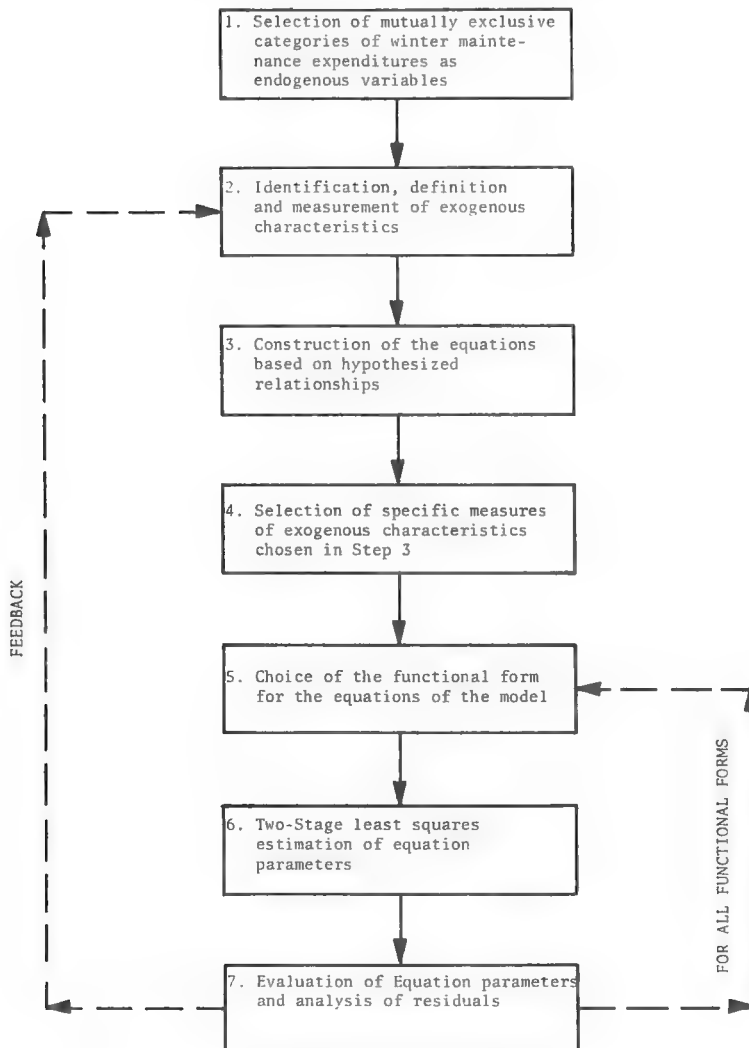 1. Selection of mutually exclusive
categories of winter mainte-
nance expenditures as
endogenous variables
2. Identification, definition
and measurement of exogenous
characteristics
3. Construction of the equations
based on hypothesized
relationships
4. Selection of specific measures
of exogenous characteristics
chosen in Step 3
FEEDBACK
5. Choice of the functional form
for the equations of the model
6. Two-Stage least squares
estimation of equation
parameters
FOR ALL FUNCTIONAL FORMS
7. Evaluation of Equation parameters
and analysis of residuals